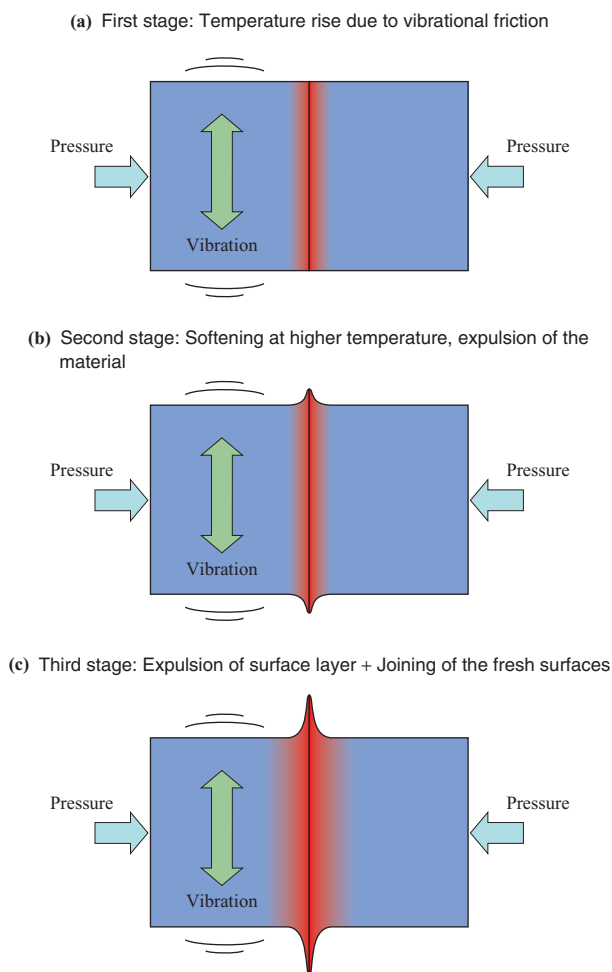 (a) First stage: Temperature rise due to vibrational friction
Pressure
Pressure
Vibration
(b) Second stage: Softening at higher temperature, expulsion of the
material
Pressure
Pressure
Vibration
(c) Third stage: Expulsion of surface layer + Joining of the fresh surfaces
Pressure
Pressure
Vibration